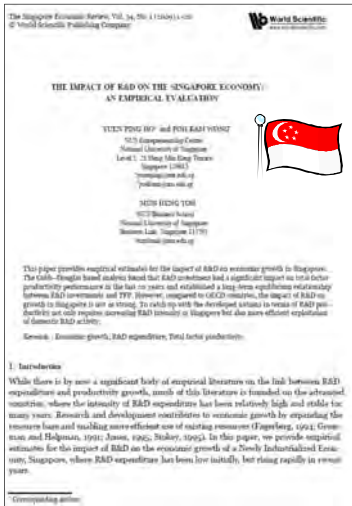 The Singapore Economic Review, Vol. 54, No. 1
© World Scientific Publishing Company
World Scientific
THE IMPACT OF R&D ON THE SINGAPORE ECONOMY:
AN EMPIRICAL EVALUATION
YUEN PING HO* and POH KAM WONG
NUS Entrepreneurship Centre
National University of Singapore
Level 5, 21 Heng Mui Keng Terrace
Singapore
MUN HENG TOH
NUS Business School
National University of Singapore
Business Link, Singapore
This paper provides empirical estimates for the impact of R&D on economic growth in Singapore.
The Cobb–Douglas based analysis found that R&D investment had a significant impact on total factor
productivity performance in the last 20 years and established a long-term equilibrium relationship
between R&D investments and TFP. However, compared to OECD countries, the impact of R&D on
growth in Singapore is not as strong. To catch up with the developed nations in terms of R&D pro-
ductivity not only requires increasing R&D intensity in Singapore but also more efficient exploitation
of domestic R&D activity.
Keywords: Economic growth, R&D expenditure, Total factor productivity.
1. Introduction
While there is by now a significant body of empirical literature on the link between R&D
expenditure and productivity growth, much of this literature is founded on the advanced
countries, where the intensity of R&D expenditure has been relatively high and stable for
many years. Research and development contributes to economic growth by expanding the
resource base and enabling more efficient use of existing resources (Fagerberg, 1994; Gross-
man and Helpman, 1991; Jones, 1995; Stokey, 1995). In this paper, we provide empirical
estimates for the impact of R&D on the economic growth of a Newly Industrialized Econ-
omy, Singapore, where R&D expenditure has been low initially, but rising rapidly in recent
years.
*Corresponding author.